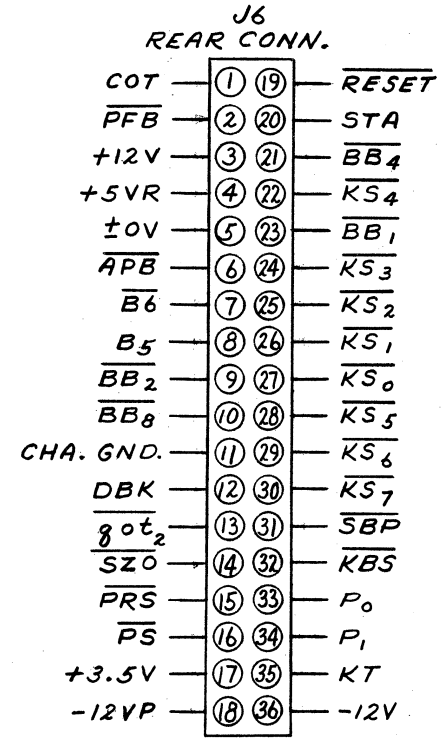 J6
REAR CONN.
COT 1 19 RESET
PFB 2 20 STA
+12V 3 21 BB4
+5VR 4 22 KS4
±0V 5 23 BB1
APB 6 24 KS3
B6 7 25 KS2
B5 8 26 KS1
BB2 9 27 KS0
BB8 10 28 KS5
CHA. GND. 11 29 KS6
DBK 12 30 KS7
got2 13 31 SBP
SZO 14 32 KBS
PRS 15 33 P0
PS 16 34 P1
+3.5V 17 35 KT
-12VP 18 36 -12V